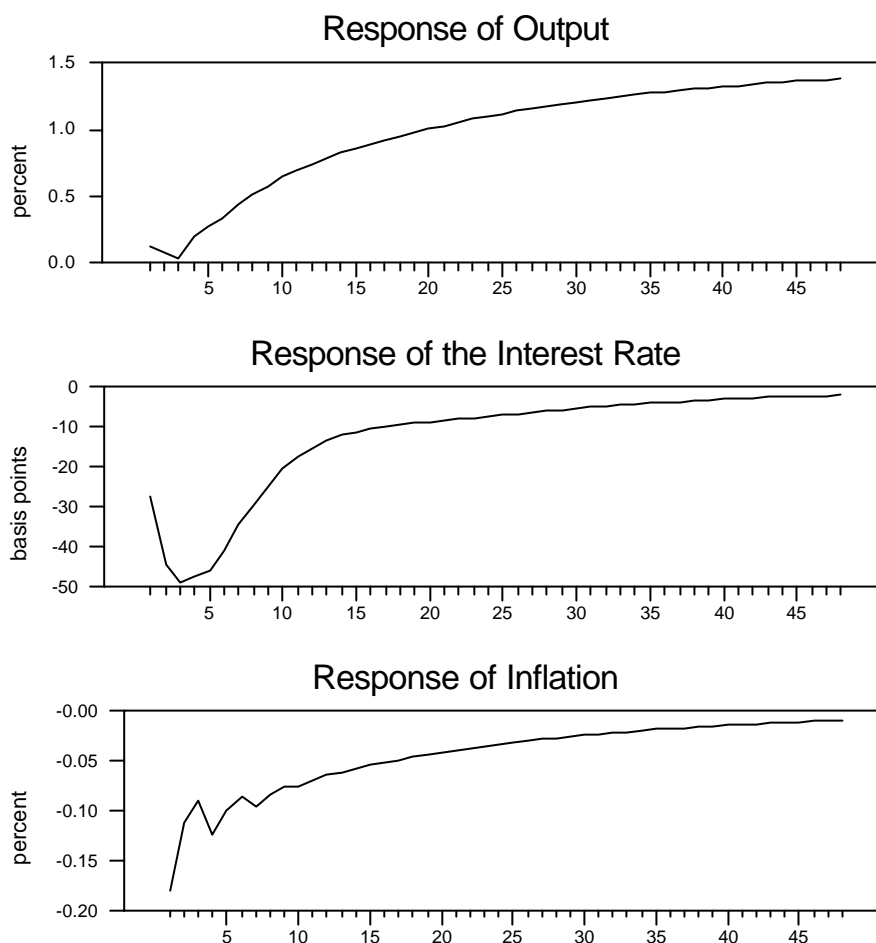 Response of Output
1.5
1.0
0.5
0.0
percent
5 10 15 20 25 30 35 40 45
Response of the Interest Rate
0
-10
-20
-30
-40
-50
basis points
5 10 15 20 25 30 35 40 45
Response of Inflation
-0.00
-0.05
-0.10
-0.15
-0.20
percent
5 10 15 20 25 30 35 40 45